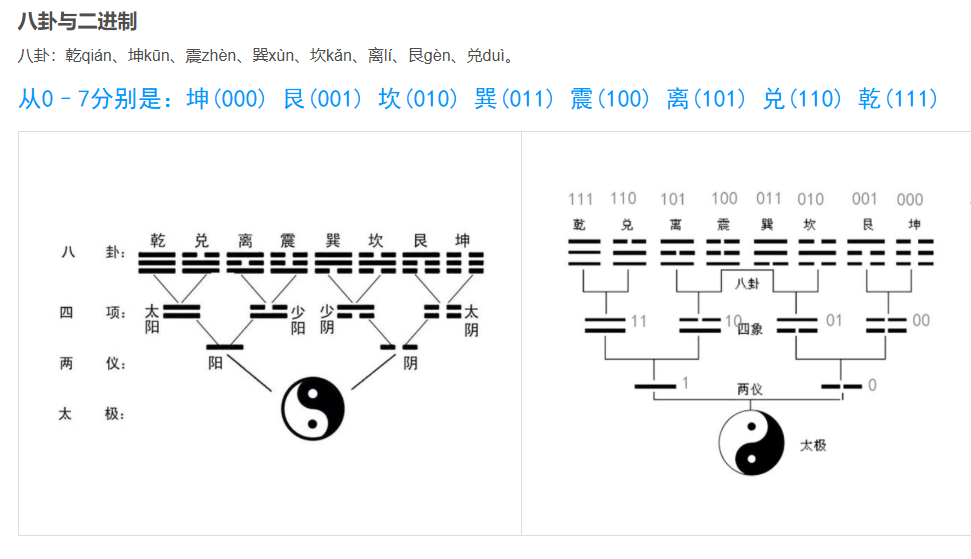 八卦与二进制
八卦：乾qián、坤kūn、震zhèn、巽xùn、坎kǎn、离lí、艮gèn、兑duì。
从0－7分别是：坤(000) 艮(001) 坎(010) 巽(011) 震(100) 离(101) 兑(110) 乾(111)
乾 兑 离 震 巽 坎 艮 坤
八 卦：
四 项： 太阳 少阳 少阴 太阴
两 仪： 阳 阴
太 极：
111 110 101 100 011 010 001 000
乾 兑 离 震 巽 坎 艮 坤
八卦
11 10 四象 01 00
1 两仪 0
太极